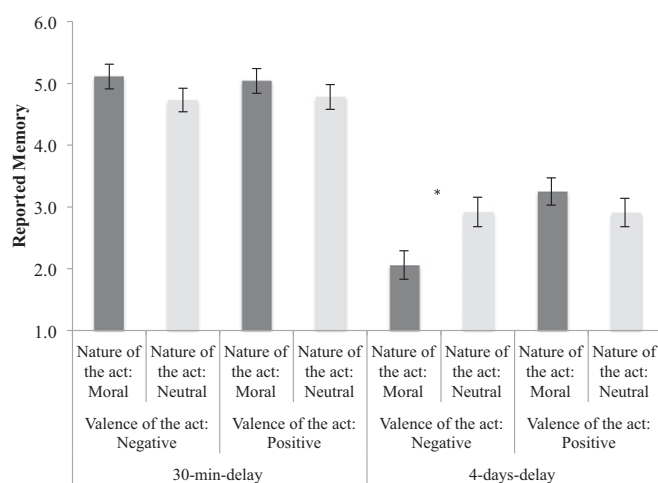 6.0
5.0
4.0
3.0
2.0
1.0
Reported Memory
*
Nature of the act: Moral
Nature of the act: Neutral
Nature of the act: Moral
Nature of the act: Neutral
Nature of the act: Moral
Nature of the act: Neutral
Nature of the act: Moral
Nature of the act: Neutral
Valence of the act: Negative
Valence of the act: Positive
Valence of the act: Negative
Valence of the act: Positive
30-min-delay
4-days-delay